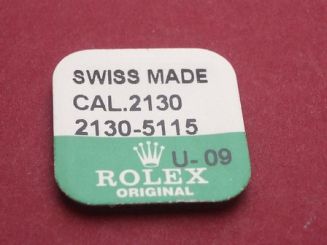 SWISS MADE
CAL.2130
2130-5115
U- 09
ROLEX
ORIGINAL